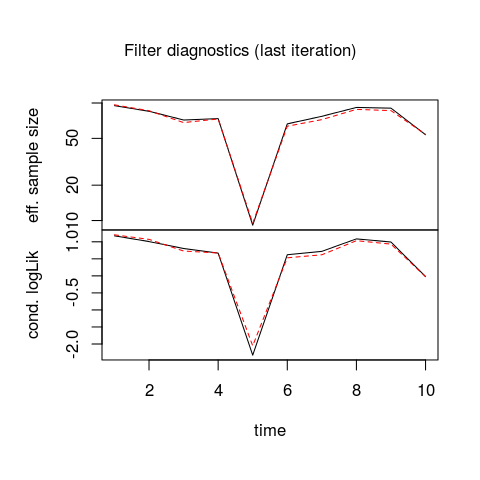 Filter diagnostics (last iteration)
eff. sample size
50
20
10
cond. logLik
1.0
-0.5
-2.0
2
4
6
8
10
time